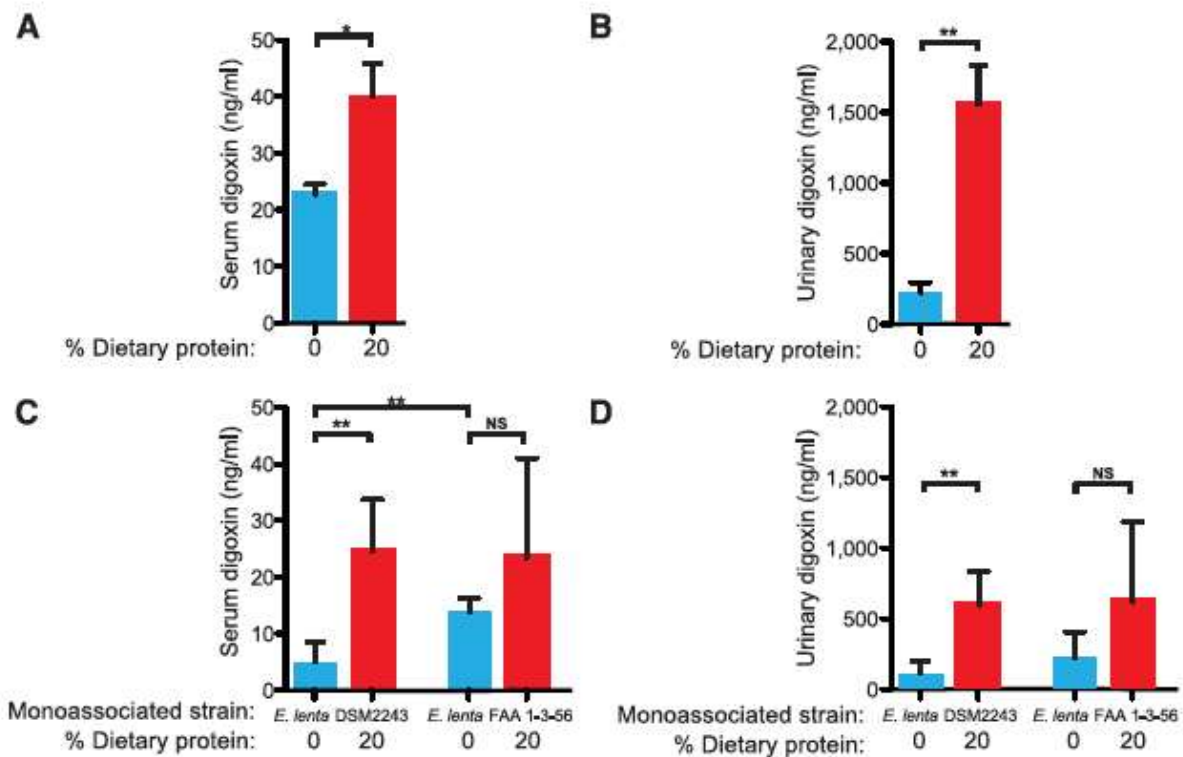 A
Serum digoxin (ng/ml)
50
40
30
20
10
0
*
% Dietary protein: 0 20
B
Urinary digoxin (ng/ml)
2,000
1,500
1,000
500
0
**
% Dietary protein: 0 20
C
Serum digoxin (ng/ml)
50
40
30
20
10
0
**
**
NS
Monoassociated strain: E. lenta DSM2243 E. lenta FAA 1-3-56
% Dietary protein: 0 20 0 20
D
Urinary digoxin (ng/ml)
2,000
1,500
1,000
500
0
**
NS
Monoassociated strain: E. lenta DSM2243 E. lenta FAA 1-3-56
% Dietary protein: 0 20 0 20